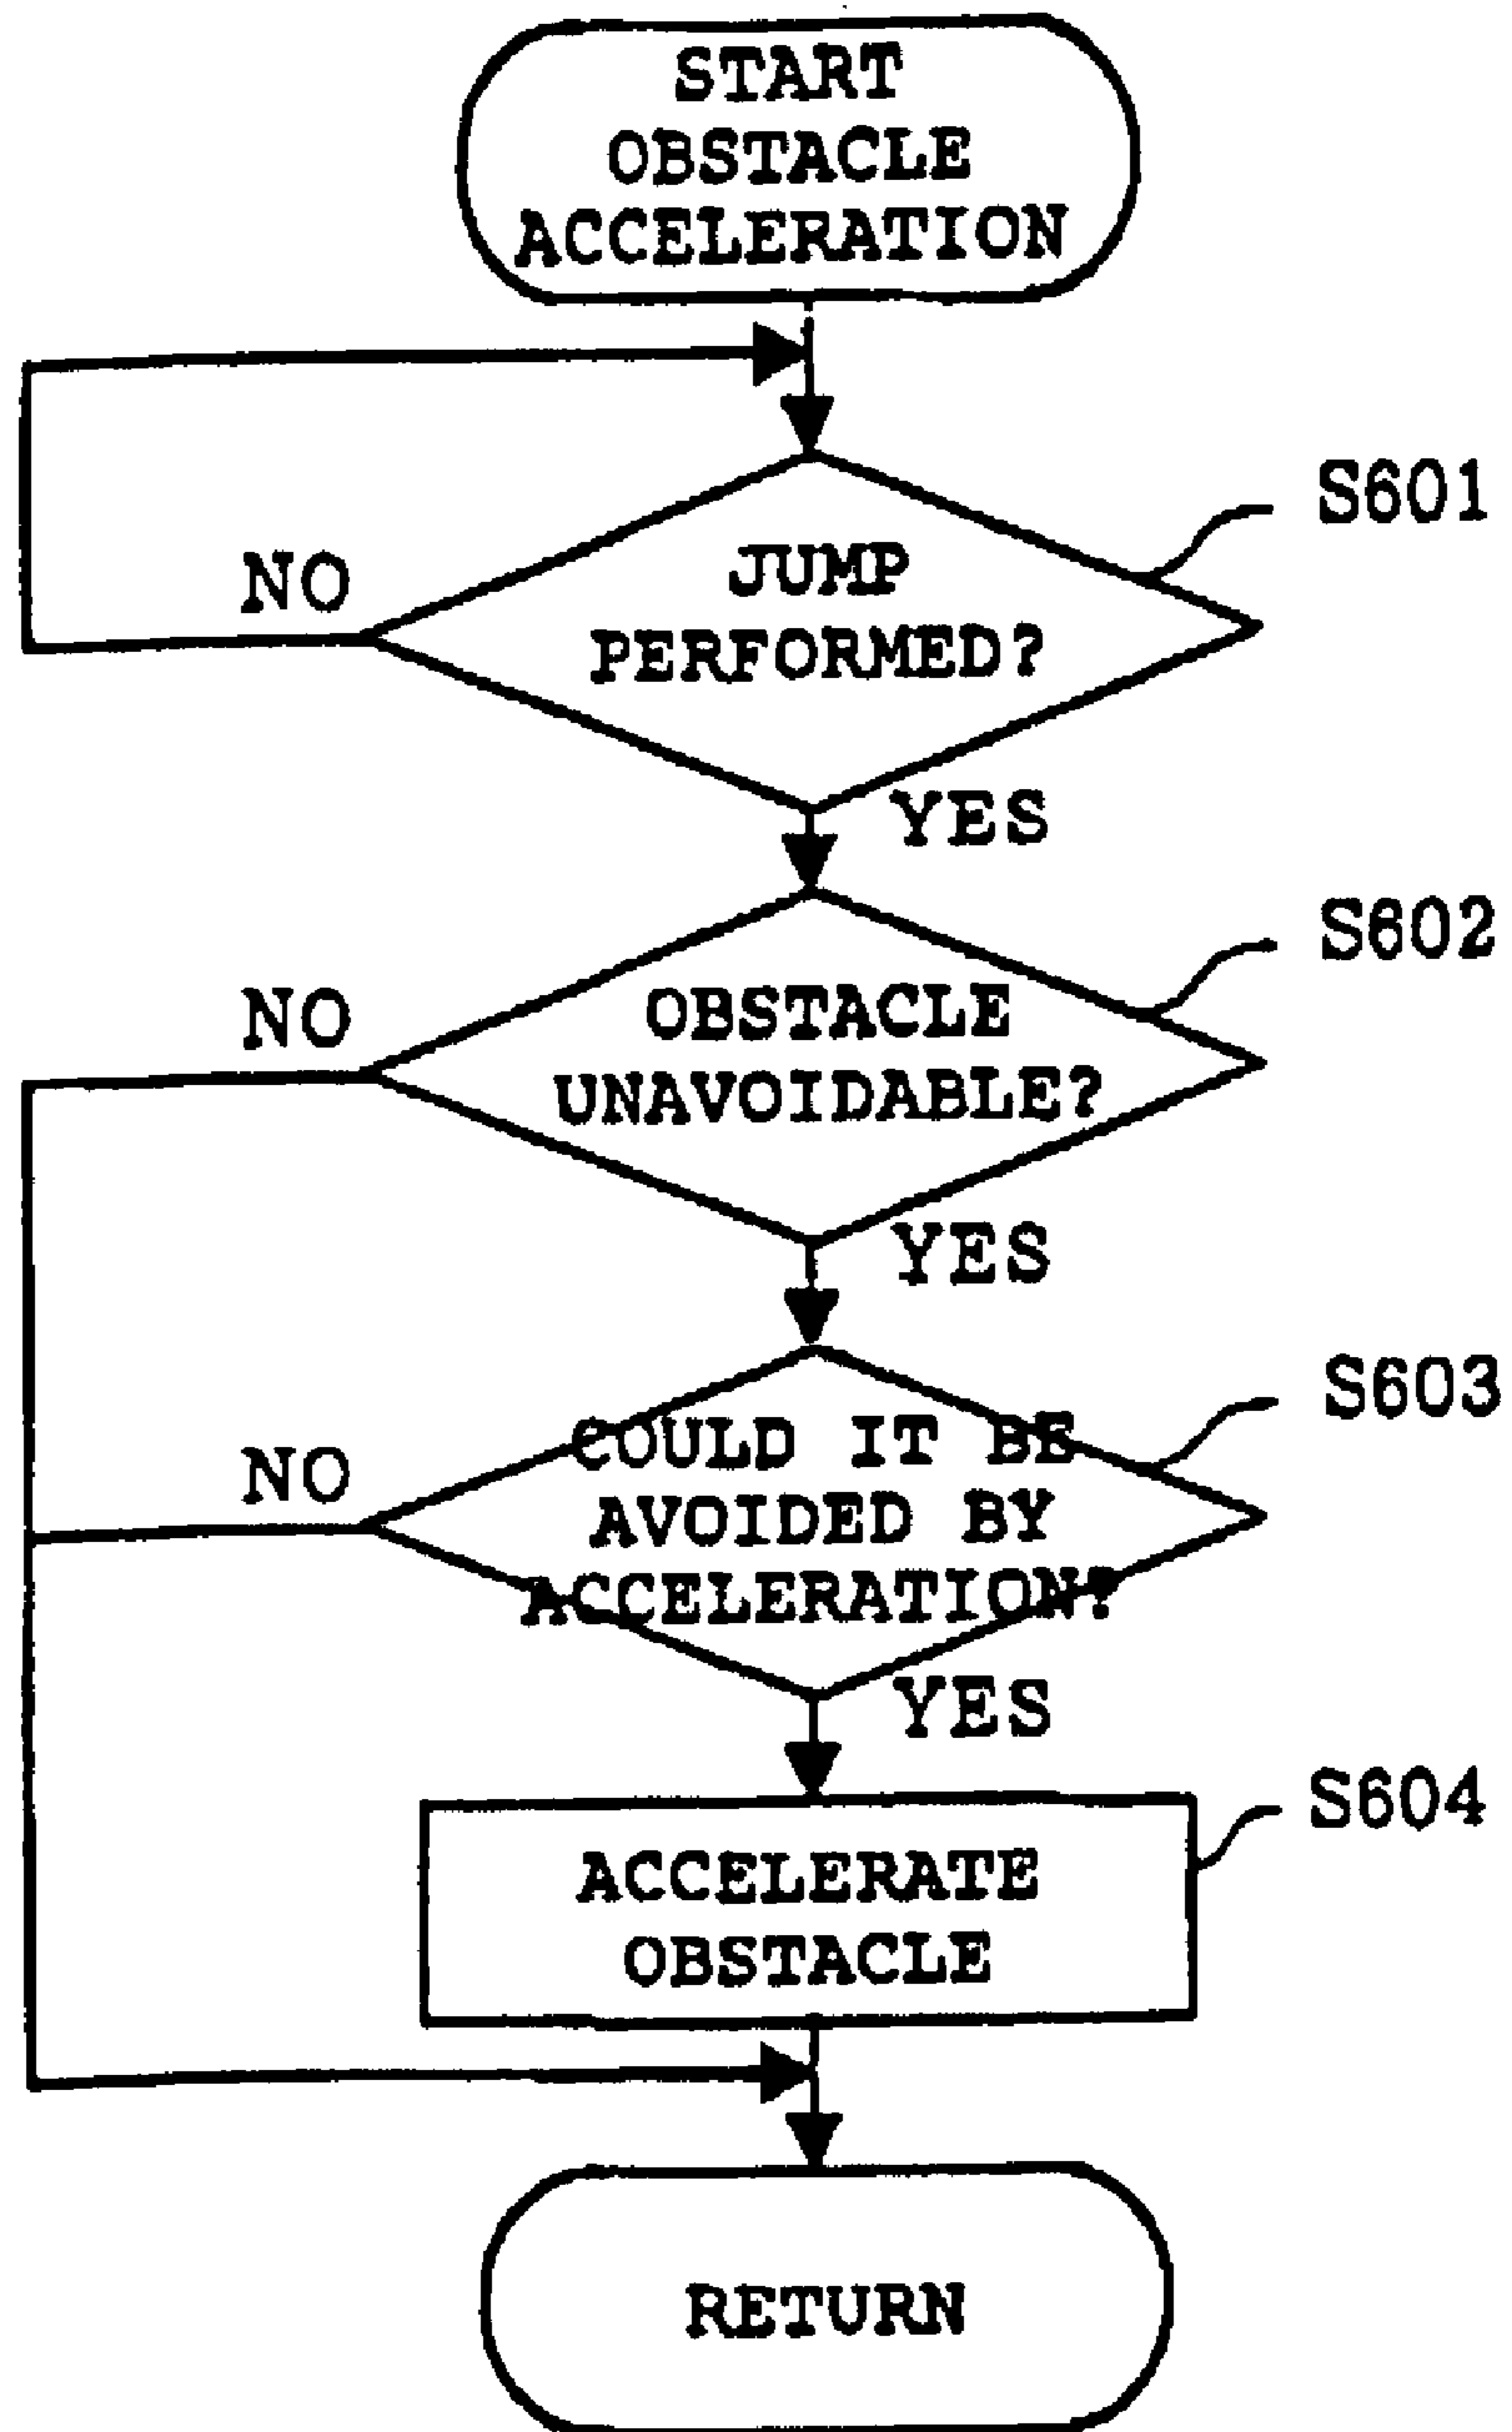 START
OBSTACLE
ACCELERATION
S601
NO
JUMP
PERFORMED?
YES
S602
NO
OBSTACLE
UNAVOIDABLE?
YES
S603
NO
COULD IT BE
AVOIDED BY
ACCELERATION?
YES
S604
ACCELERATE
OBSTACLE
RETURN